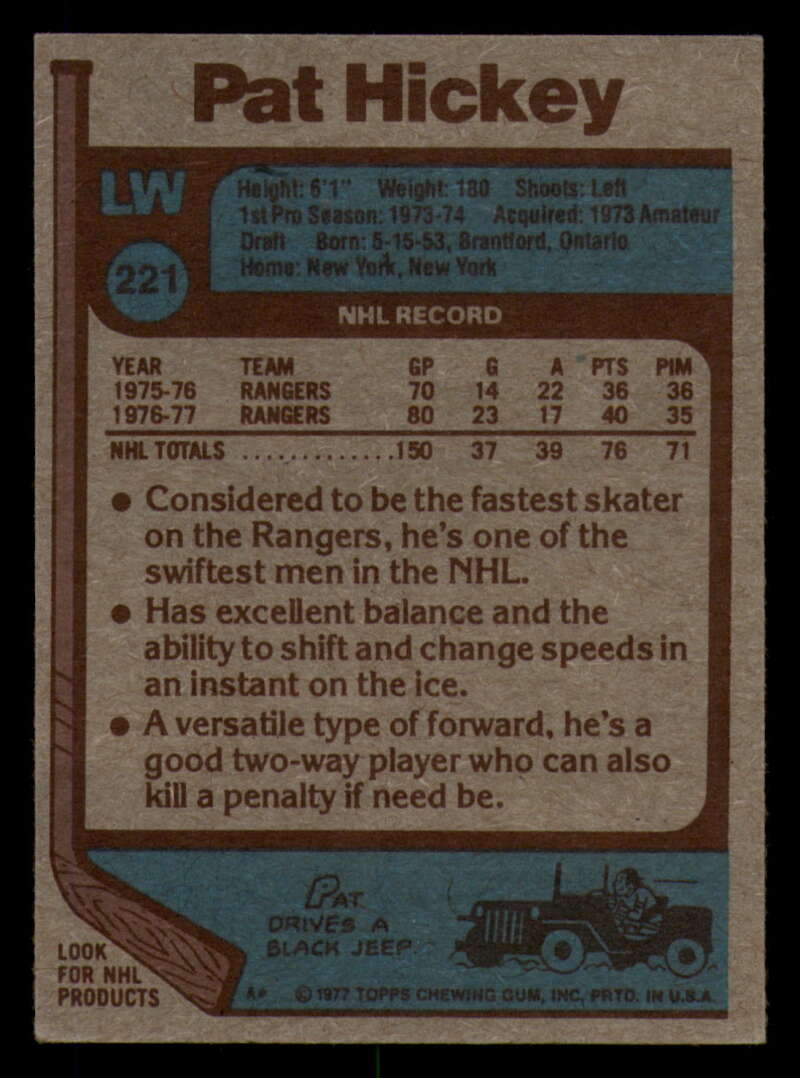 Pat Hickey
LW
Height: 6'1" Weight: 180 Shoots: Left
1st Pro Season: 1973-74 Acquired: 1973 Amateur
Draft Born: 5-15-53, Brantford, Ontario
Home: New York, New York
221
NHL RECORD
YEAR TEAM GP G A PTS PIM
1975-76 RANGERS 70 14 22 36 36
1976-77 RANGERS 80 23 17 40 35
NHL TOTALS .............150 37 39 76 71
● Considered to be the fastest skater
on the Rangers, he's one of the
swiftest men in the NHL.
● Has excellent balance and the
ability to shift and change speeds in
an instant on the ice.
● A versatile type of forward, he's a
good two-way player who can also
kill a penalty if need be.
PAT
DRIVES A
BLACK JEEP
LOOK
FOR NHL
PRODUCTS
A* © 1977 TOPPS CHEWING GUM, INC. PRTD. IN U.S.A.